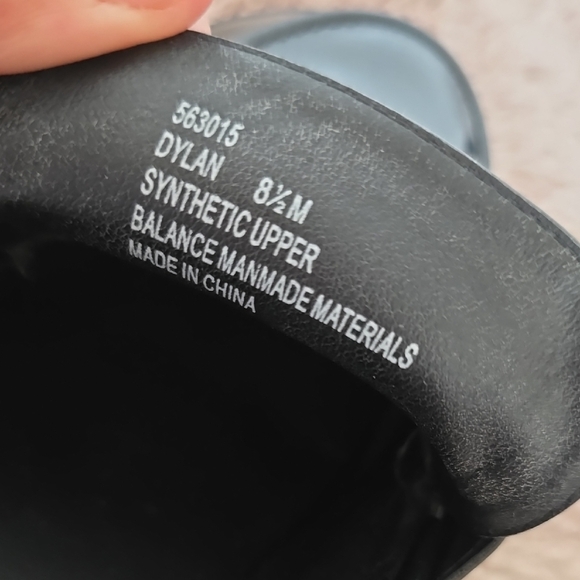 563015
DYLAN 8½M
SYNTHETIC UPPER
BALANCE MANMADE MATERIALS
MADE IN CHINA